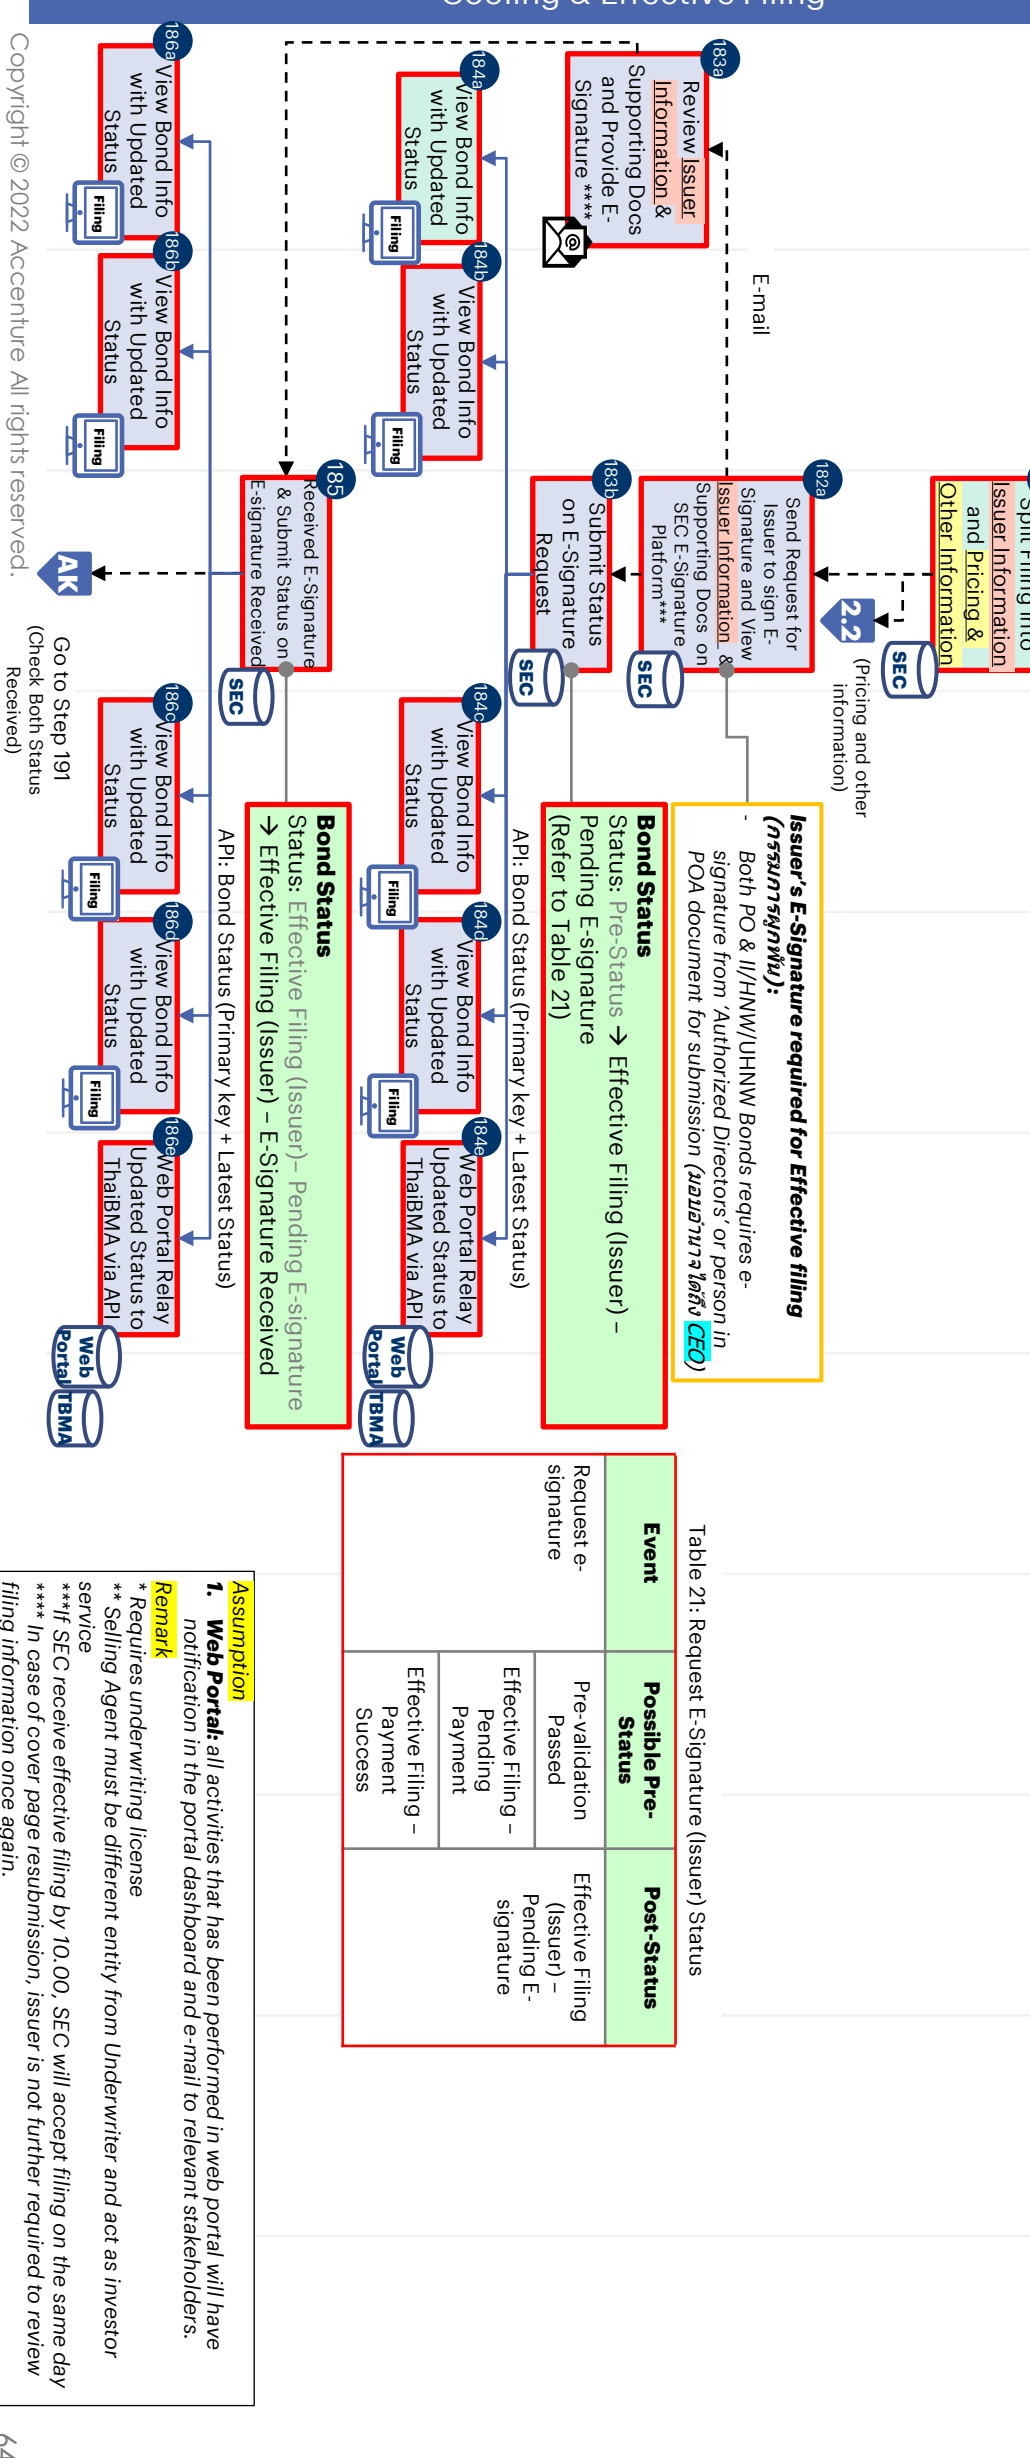 Cooling & Effective Filing
Split Filing into
Issuer Information
and Pricing &
Other Information
SEC
2.2
(Pricing and other
information)
182a
Send Request for
Issuer to sign E-
Signature and View
Issuer Information &
Supporting Docs on
SEC E-Signature
Platform***
SEC
E-mail
183a
Review Issuer
Information &
Supporting Docs
and Provide E-
Signature ****
183b
Submit Status
on E-Signature
Request
SEC
Issuer's E-Signature required for Effective filing
(กรรมการผูกพัน):
- Both PO & II/HNW/UHNW Bonds requires e-
signature from 'Authorized Directors' or person in
POA document for submission (มอบอำนาจได้ถึง CEO)
Bond Status
Status: Pre-Status → Effective Filing (Issuer) –
Pending E-signature
(Refer to Table 21)
API: Bond Status (Primary key + Latest Status)
184a
View Bond Info
with Updated
Status
Filing
184b
View Bond Info
with Updated
Status
Filing
184c
View Bond Info
with Updated
Status
Filing
184d
View Bond Info
with Updated
Status
Filing
184e
Web Portal Relay
Updated Status to
ThaiBMA via API
Web
Portal
TBMA
185
Received E-Signature
& Submit Status on
E-signature Received
SEC
Bond Status
Status: Effective Filing (Issuer)– Pending E-signature
→ Effective Filing (Issuer) – E-Signature Received
API: Bond Status (Primary key + Latest Status)
186a
View Bond Info
with Updated
Status
Filing
186b
View Bond Info
with Updated
Status
Filing
186c
View Bond Info
with Updated
Status
Filing
186d
View Bond Info
with Updated
Status
Filing
186e
Web Portal Relay
Updated Status to
ThaiBMA via API
Web
Portal
TBMA
AK
Go to Step 191
(Check Both Status
Received)
Table 21: Request E-Signature (Issuer) Status
Event
Possible Pre-
Status
Post-Status
Request e-
signature
Pre-validation
Passed
Effective Filing –
Pending
Payment
Effective Filing –
Payment
Success
Effective Filing
(Issuer) –
Pending E-
signature
Assumption
1. Web Portal: all activities that has been performed in web portal will have
notification in the portal dashboard and e-mail to relevant stakeholders.
Remark
* Requires underwriting license
** Selling Agent must be different entity from Underwriter and act as investor
service
***If SEC receive effective filing by 10.00, SEC will accept filing on the same day
**** In case of cover page resubmission, issuer is not further required to review
filing information once again.
Copyright © 2022 Accenture All rights reserved.
64